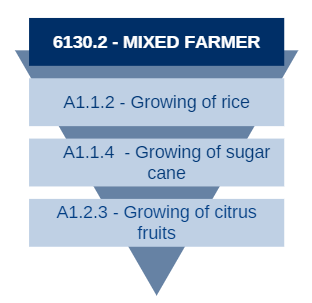 6130.2 - MIXED FARMER
A1.1.2 - Growing of rice
A1.1.4  - Growing of sugar
cane
A1.2.3 - Growing of citrus
fruits